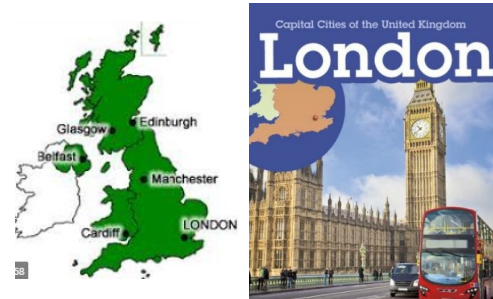 Glasgow
Edinburgh
Belfast
Manchester
Cardiff
LONDON
58
Capital Cities of the United Kingdom
London